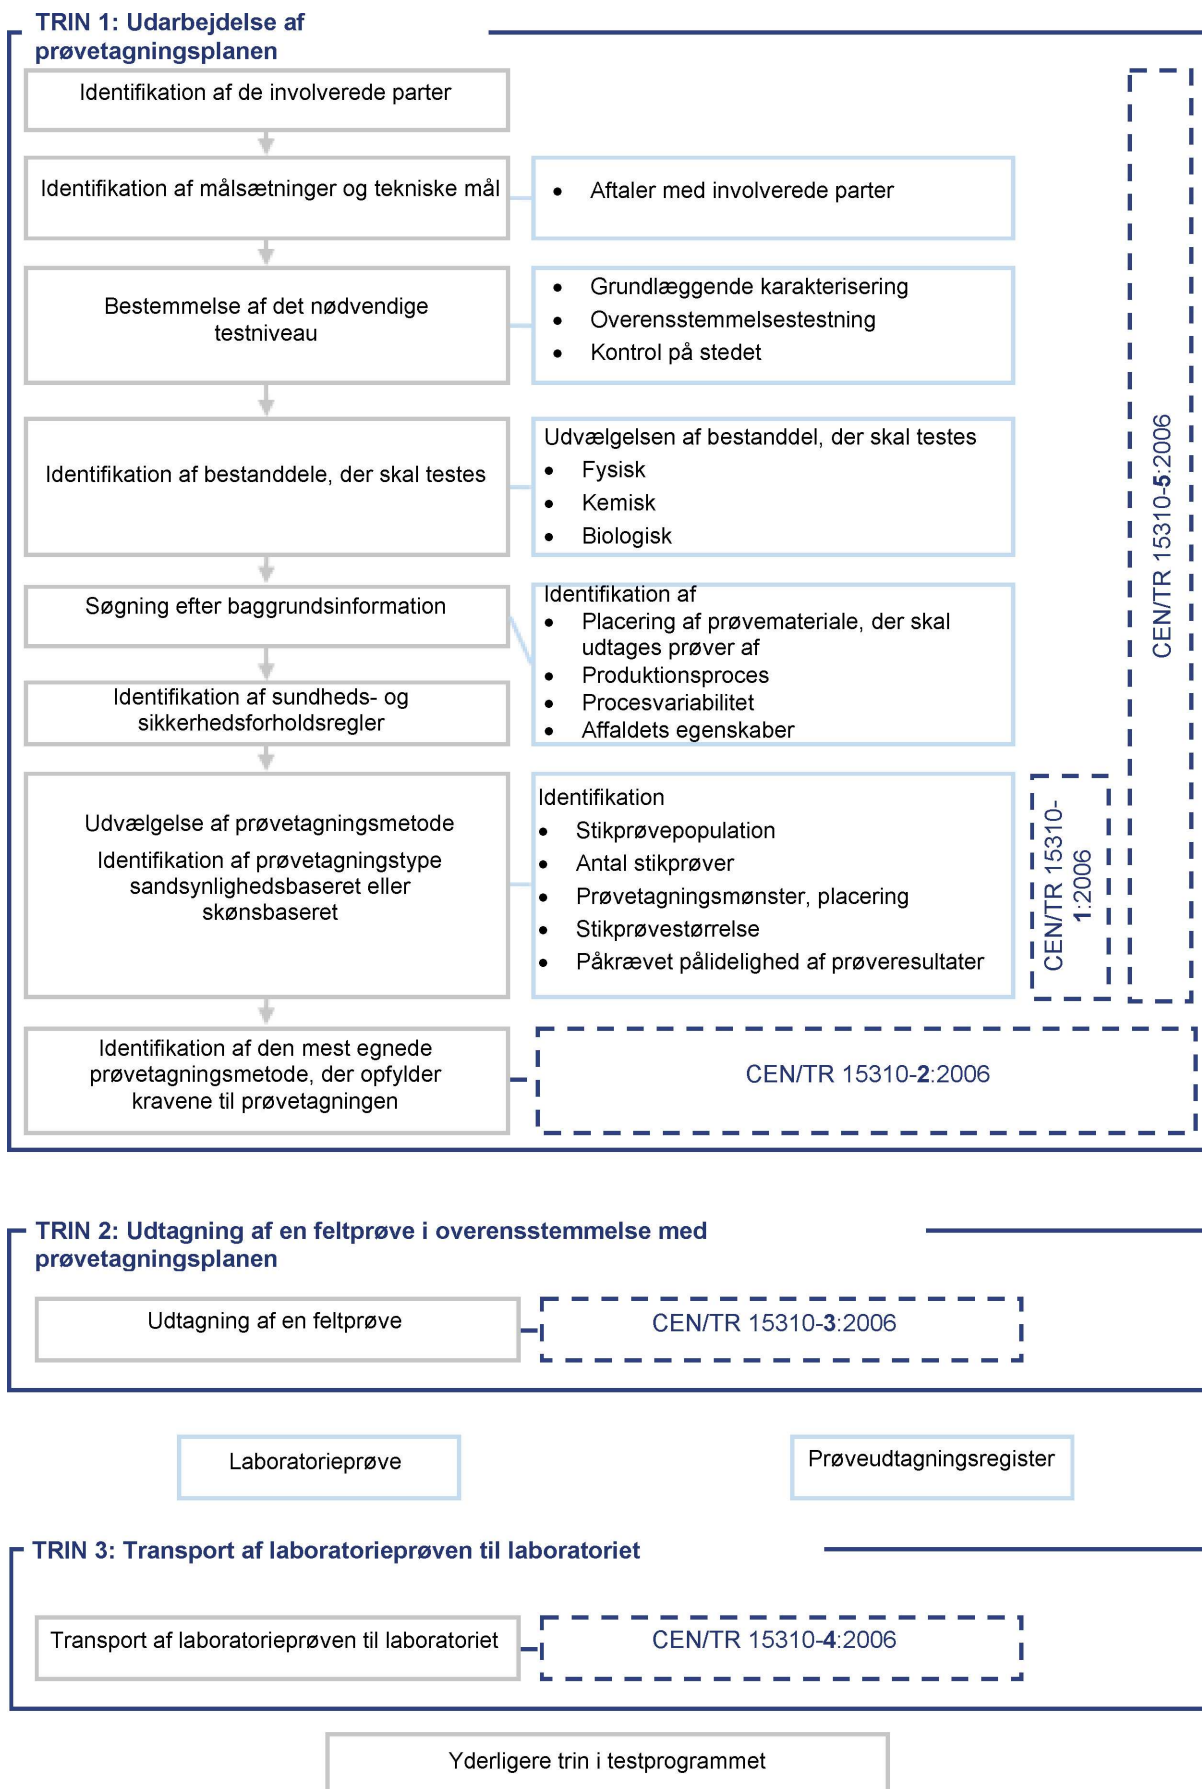 TRIN 1: Udarbejdelse af
prøvetagningsplanen
Identifikation af de involverede parter
Identifikation af målsætninger og tekniske mål
• Aftaler med involverede parter
Bestemmelse af det nødvendige
testniveau
• Grundlæggende karakterisering
• Overensstemmelsestestning
• Kontrol på stedet
Identifikation af bestanddele, der skal testes
Udvælgelsen af bestanddel, der skal testes
• Fysisk
• Kemisk
• Biologisk
Søgning efter baggrundsinformation
Identifikation af
• Placering af prøvemateriale, der skal
udtages prøver af
• Produktionsproces
• Procesvariabilitet
• Affaldets egenskaber
Identifikation af sundheds- og
sikkerhedsforholdsregler
Udvælgelse af prøvetagningsmetode
Identifikation af prøvetagningstype
sandsynlighedsbaseret eller
skønsbaseret
Identifikation
• Stikprøvepopulation
• Antal stikprøver
• Prøvetagningsmønster, placering
• Stikprøvestørrelse
• Påkrævet pålidelighed af prøveresultater
CEN/TR 15310-
1:2006
CEN/TR 15310-5:2006
Identifikation af den mest egnede
prøvetagningsmetode, der opfylder
kravene til prøvetagningen
CEN/TR 15310-2:2006
TRIN 2: Udtagning af en feltprøve i overensstemmelse med
prøvetagningsplanen
Udtagning af en feltprøve
CEN/TR 15310-3:2006
Laboratorieprøve
Prøveudtagningsregister
TRIN 3: Transport af laboratorieprøven til laboratoriet
Transport af laboratorieprøven til laboratoriet
CEN/TR 15310-4:2006
Yderligere trin i testprogrammet